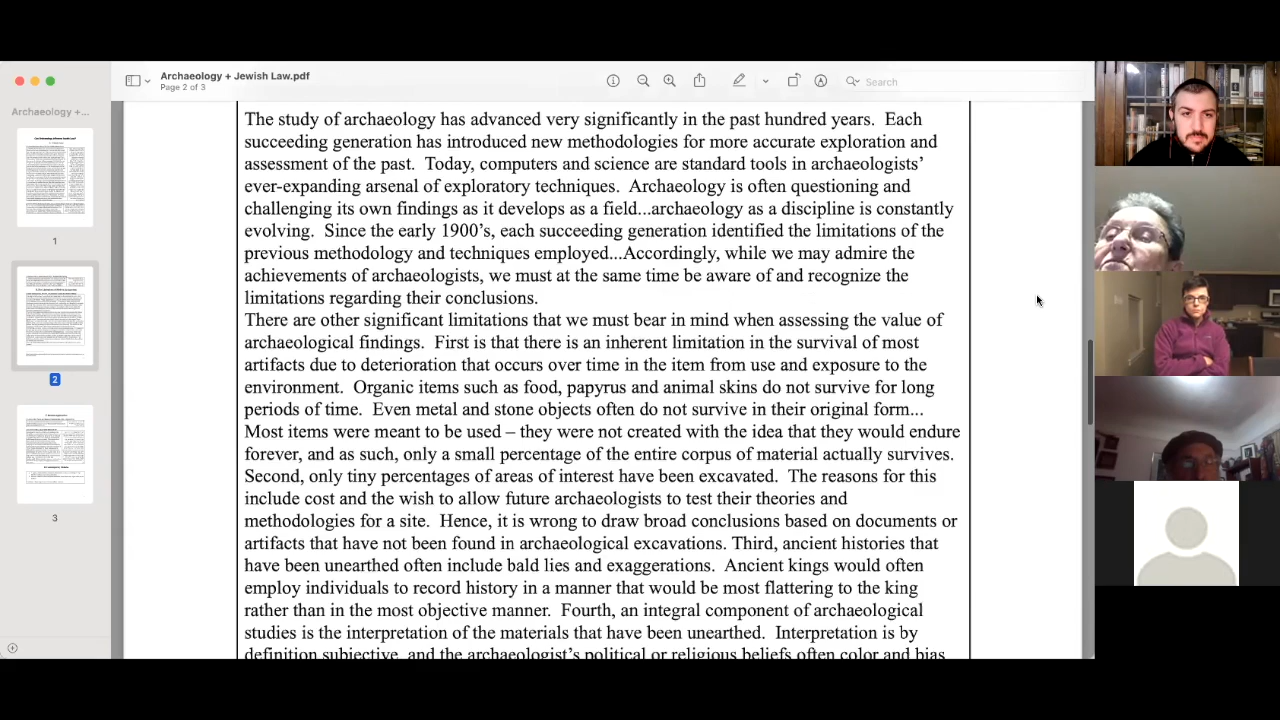 Archaeology + Jewish Law.pdf
Page 2 of 3
Search
Archaeology +...
1
2
3
The study of archaeology has advanced very significantly in the past hundred years.  Each
succeeding generation has introduced new methodologies for more accurate exploration and
assessment of the past.  Today, computers and science are standard tools in archaeologists’
ever-expanding arsenal of exploratory techniques.  Archaeology is often questioning and
challenging its own findings as it develops as a field...archaeology as a discipline is constantly
evolving.  Since the early 1900’s, each succeeding generation identified the limitations of the
previous methodology and techniques employed...Accordingly, while we may admire the
achievements of archaeologists, we must at the same time be aware of and recognize the
limitations regarding their conclusions.
There are other significant limitations that we must bear in mind when assessing the value of
archaeological findings.  First is that there is an inherent limitation in the survival of most
artifacts due to deterioration that occurs over time in the item from use and exposure to the
environment.  Organic items such as food, papyrus and animal skins do not survive for long
periods of time.  Even metal and stone objects often do not survive in their original form...
Most items were meant to be used – they were not created with the idea that they would endure
forever, and as such, only a small percentage of the entire corpus of material actually survives.
Second, only tiny percentages of areas of interest have been excavated.  The reasons for this
include cost and the wish to allow future archaeologists to test their theories and
methodologies for a site.  Hence, it is wrong to draw broad conclusions based on documents or
artifacts that have not been found in archaeological excavations. Third, ancient histories that
have been unearthed often include bald lies and exaggerations.  Ancient kings would often
employ individuals to record history in a manner that would be most flattering to the king
rather than in the most objective manner.  Fourth, an integral component of archaeological
studies is the interpretation of the materials that have been unearthed.  Interpretation is by
definition subjective, and the archaeologist’s political or religious beliefs often color and bias